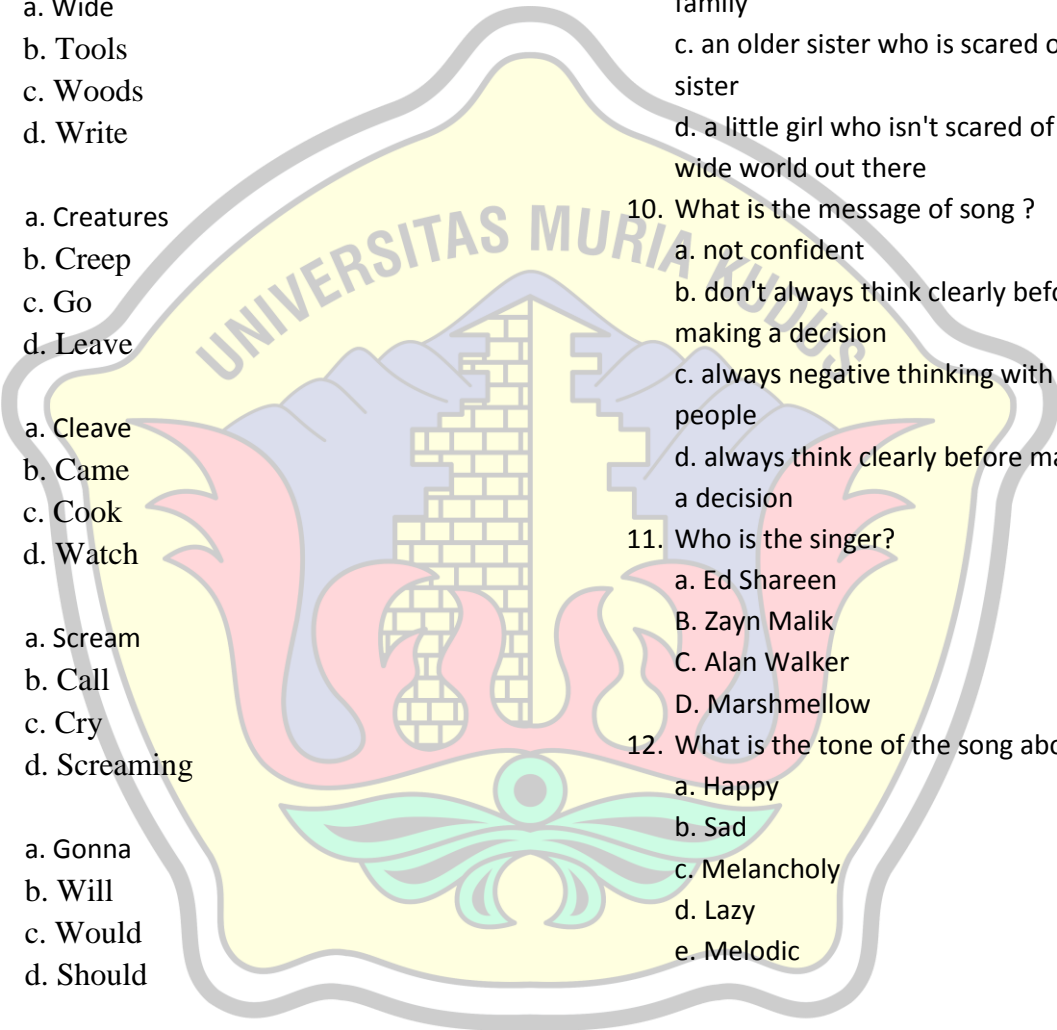 a. Wide
b. Tools
c. Woods
d. Write
a. Creatures
b. Creep
c. Go
d. Leave
a. Cleave
b. Came
c. Cook
d. Watch
a. Scream
b. Call
c. Cry
d. Screaming
a. Gonna
b. Will
c. Would
d. Should
family
c. an older sister who is scared
sister
d. a little girl who isn't scared of
wide world out there
10. What is the message of song ?
a. not confident
b. don't always think clearly
making a decision
c. always negative thinking with
people
d. always think clearly before
a decision
11. Who is the singer?
a. Ed Shareen
B. Zayn Malik
C. Alan Walker
D. Marshmellow
12. What is the tone of the song
a. Happy
b. Sad
c. Melancholy
d. Lazy
e. Melodic
UNIVERSITAS MURIA KUDUS